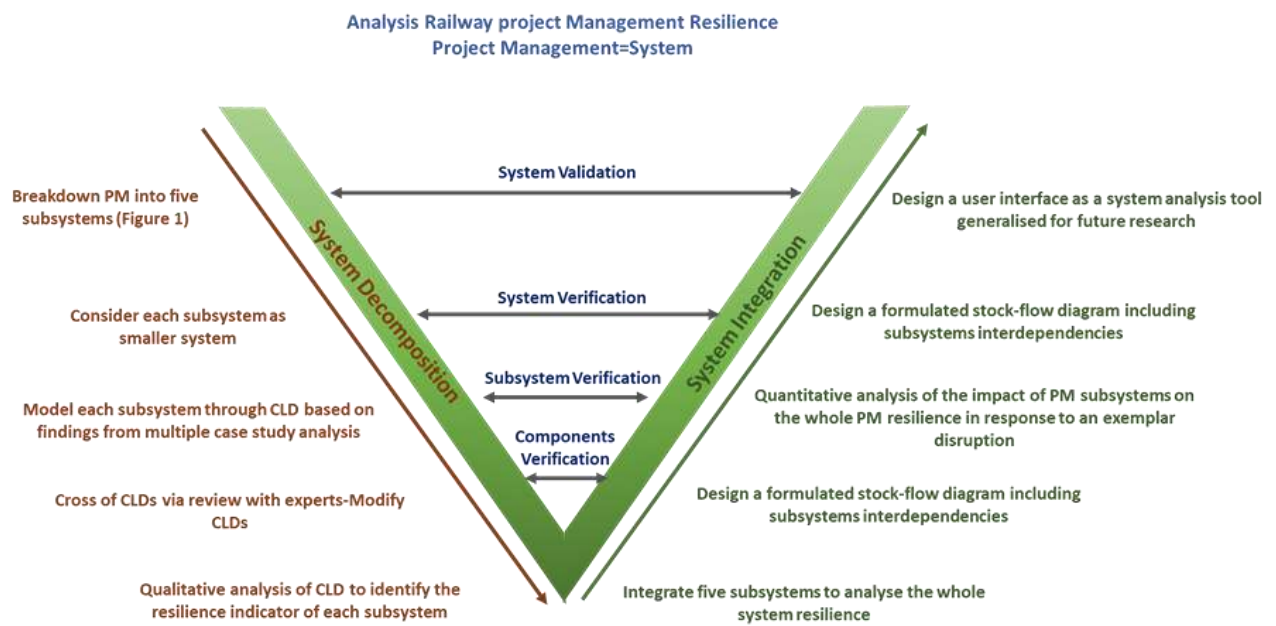 Analysis Railway project Management Resilience
Project Management=System
System Validation
Breakdown PM into five
subsystems (Figure 1)
Design a user interface as a system analysis tool
generalised for future research
System Decomposition
System Integration
System Verification
Consider each subsystem as
smaller system
Design a formulated stock-flow diagram including
subsystems interdependencies
Subsystem Verification
Model each subsystem through CLD based on
findings from multiple case study analysis
Quantitative analysis of the impact of PM subsystems on
the whole PM resilience in response to an exemplar
disruption
Components
Verification
Cross of CLDs via review with experts-Modify
CLDs
Design a formulated stock-flow diagram including
subsystems interdependencies
Qualitative analysis of CLD to identify the
resilience indicator of each subsystem
Integrate five subsystems to analyse the whole
system resilience